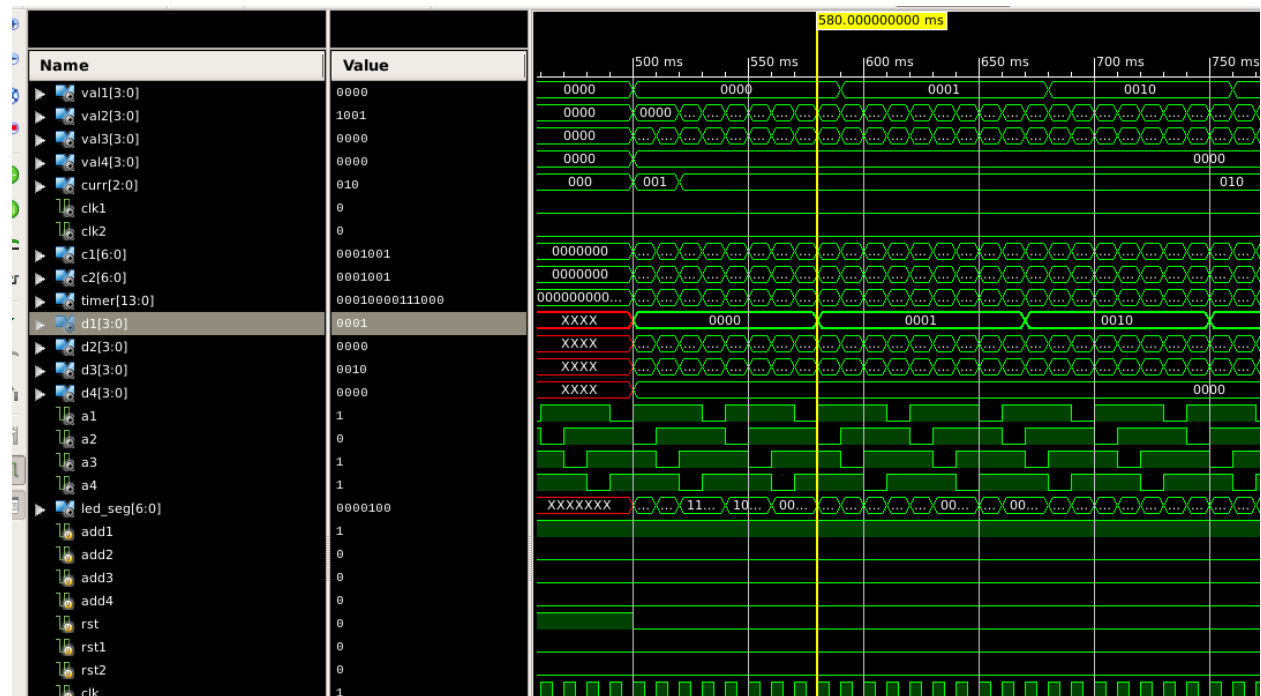 580.000000000 ms
Name Value 500 ms 550 ms 600 ms 650 ms 700 ms 750 ms
val1[3:0] 0000 0000 0000 0001 0010
val2[3:0] 1001 0000 0000 ... ... ... ... ... ... ... ... ... ... ... ... ... ... ... ... ... ... ... ... ... ...
val3[3:0] 0000 0000 ... ... ... ... ... ... ... ... ... ... ... ... ... ... ... ... ... ... ... ... ... ... ... ... ...
val4[3:0] 0000 0000 0000
curr[2:0] 010 000 001 010
clk1 0
clk2 0
c1[6:0] 0001001 0000000 ... ... ... ... ... ... ... ... ... ... ... ... ... ... ... ... ... ... ... ... ... ... ... ... ...
c2[6:0] 0001001 0000000 ... ... ... ... ... ... ... ... ... ... ... ... ... ... ... ... ... ... ... ... ... ... ... ... ...
timer[13:0] 00010000111000 000000000... ... ... ... ... ... ... ... ... ... ... ... ... ... ... ... ... ... ... ... ... ... ... ... ... ... ...
d1[3:0] 0001 XXXX 0000 0001 0010
d2[3:0] 0000 XXXX ... ... ... ... ... ... ... ... ... ... ... ... ... ... ... ... ... ... ... ... ... ... ... ... ...
d3[3:0] 0010 XXXX ... ... ... ... ... ... ... ... ... ... ... ... ... ... ... ... ... ... ... ... ... ... ... ... ...
d4[3:0] 0000 XXXX 0000
a1 1
a2 0
a3 1
a4 1
led_seg[6:0] 0000100 XXXXXXX ... ... 11... 10... 00... ... ... ... ... ... 00... ... 00... ... ... ... ... ... ... ...
add1 1
add2 0
add3 0
add4 0
rst 0
rst1 0
rst2 0
clk 1